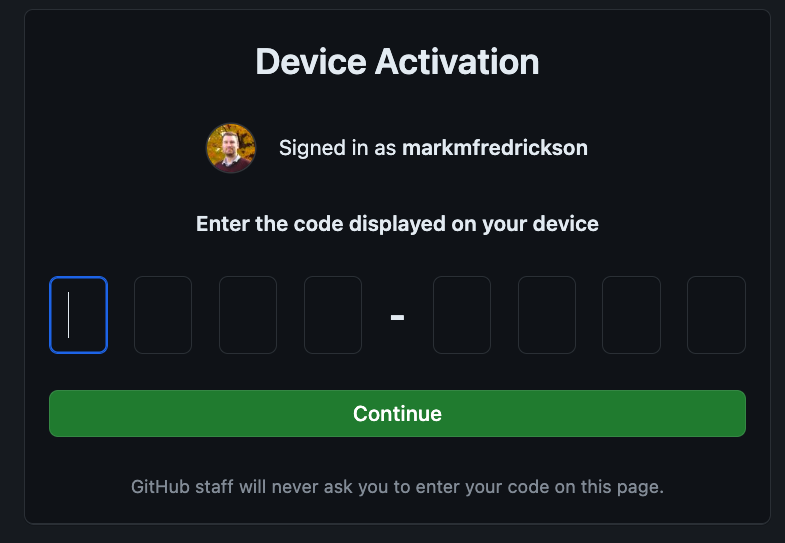 Device Activation
Signed in as markmfredrickson
Enter the code displayed on your device
-
Continue
GitHub staff will never ask you to enter your code on this page.